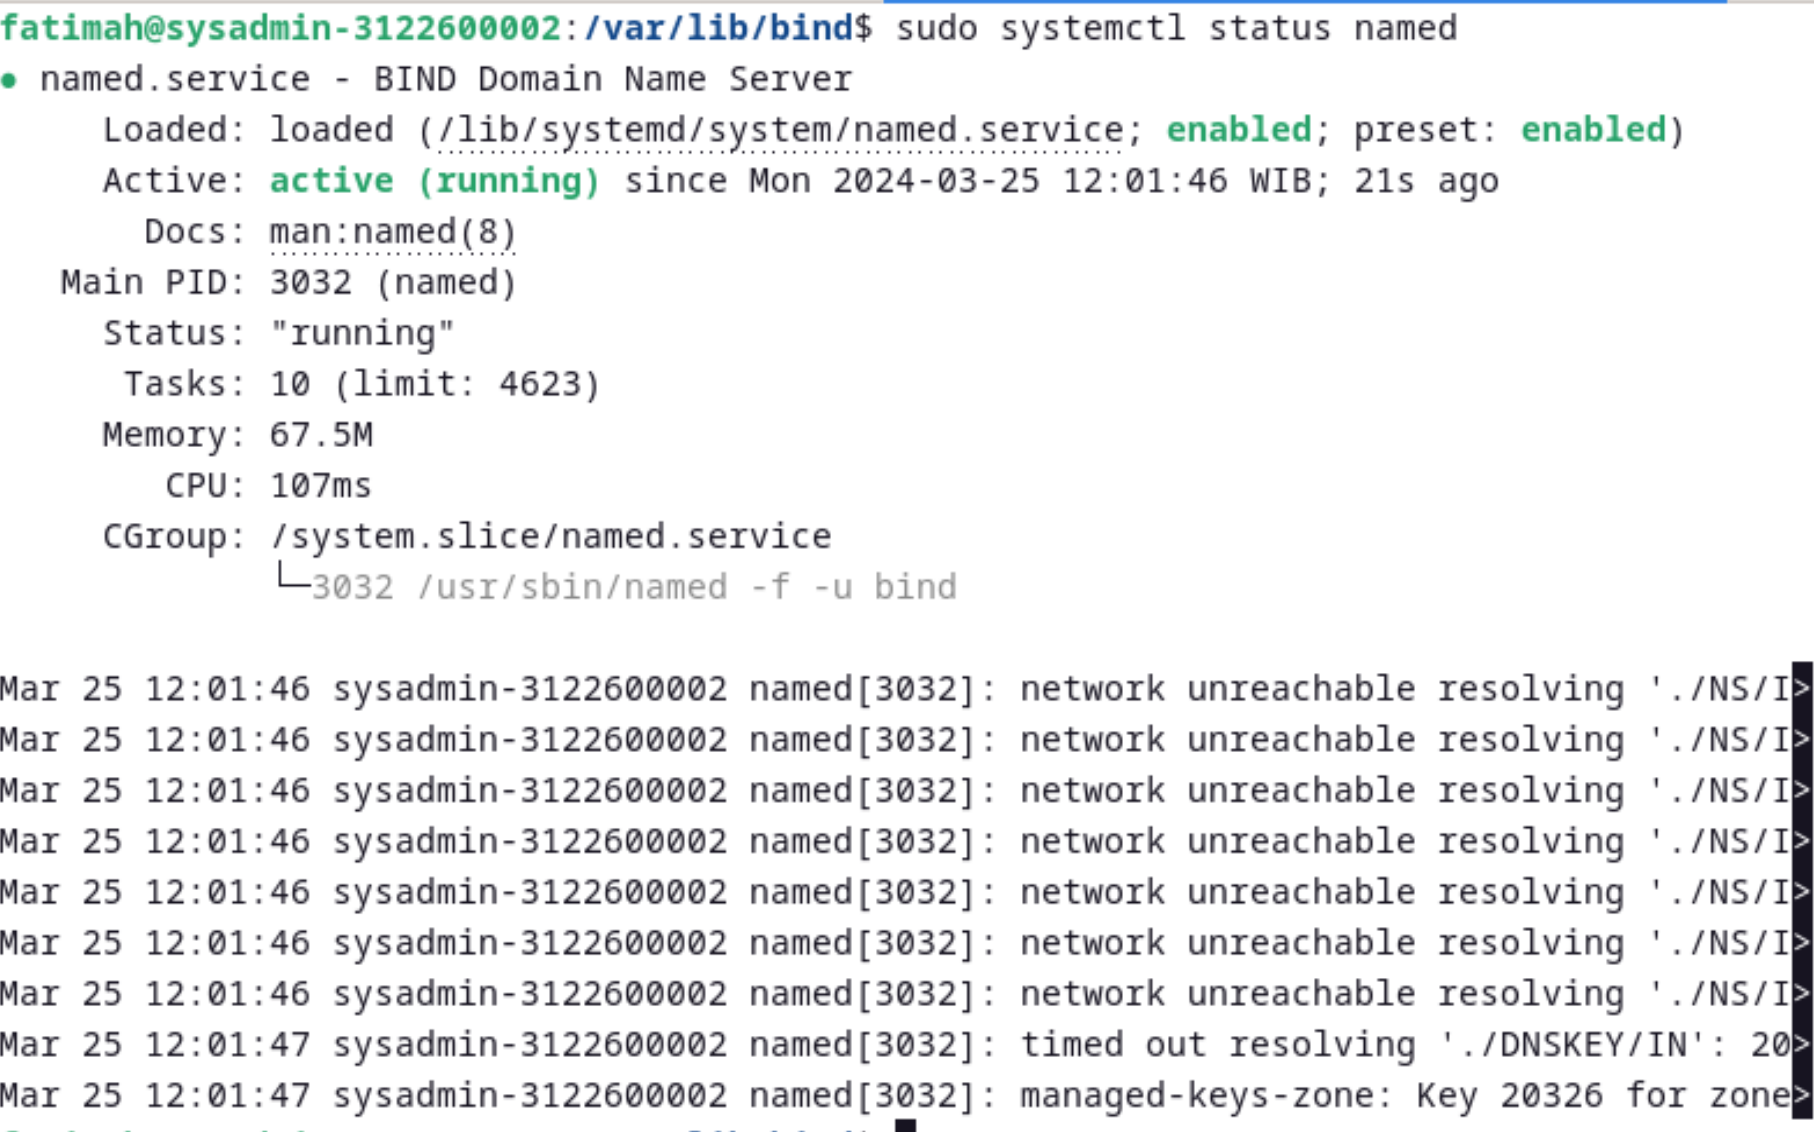 fatimah@sysadmin-3122600002:/var/lib/bind$ sudo systemctl status named
● named.service - BIND Domain Name Server
     Loaded: loaded (/lib/systemd/system/named.service; enabled; preset: enabled)
     Active: active (running) since Mon 2024-03-25 12:01:46 WIB; 21s ago
       Docs: man:named(8)
   Main PID: 3032 (named)
     Status: "running"
      Tasks: 10 (limit: 4623)
     Memory: 67.5M
        CPU: 107ms
     CGroup: /system.slice/named.service
             └─3032 /usr/sbin/named -f -u bind

Mar 25 12:01:46 sysadmin-3122600002 named[3032]: network unreachable resolving './NS/I>
Mar 25 12:01:46 sysadmin-3122600002 named[3032]: network unreachable resolving './NS/I>
Mar 25 12:01:46 sysadmin-3122600002 named[3032]: network unreachable resolving './NS/I>
Mar 25 12:01:46 sysadmin-3122600002 named[3032]: network unreachable resolving './NS/I>
Mar 25 12:01:46 sysadmin-3122600002 named[3032]: network unreachable resolving './NS/I>
Mar 25 12:01:46 sysadmin-3122600002 named[3032]: network unreachable resolving './NS/I>
Mar 25 12:01:46 sysadmin-3122600002 named[3032]: network unreachable resolving './NS/I>
Mar 25 12:01:47 sysadmin-3122600002 named[3032]: timed out resolving './DNSKEY/IN': 20>
Mar 25 12:01:47 sysadmin-3122600002 named[3032]: managed-keys-zone: Key 20326 for zone>